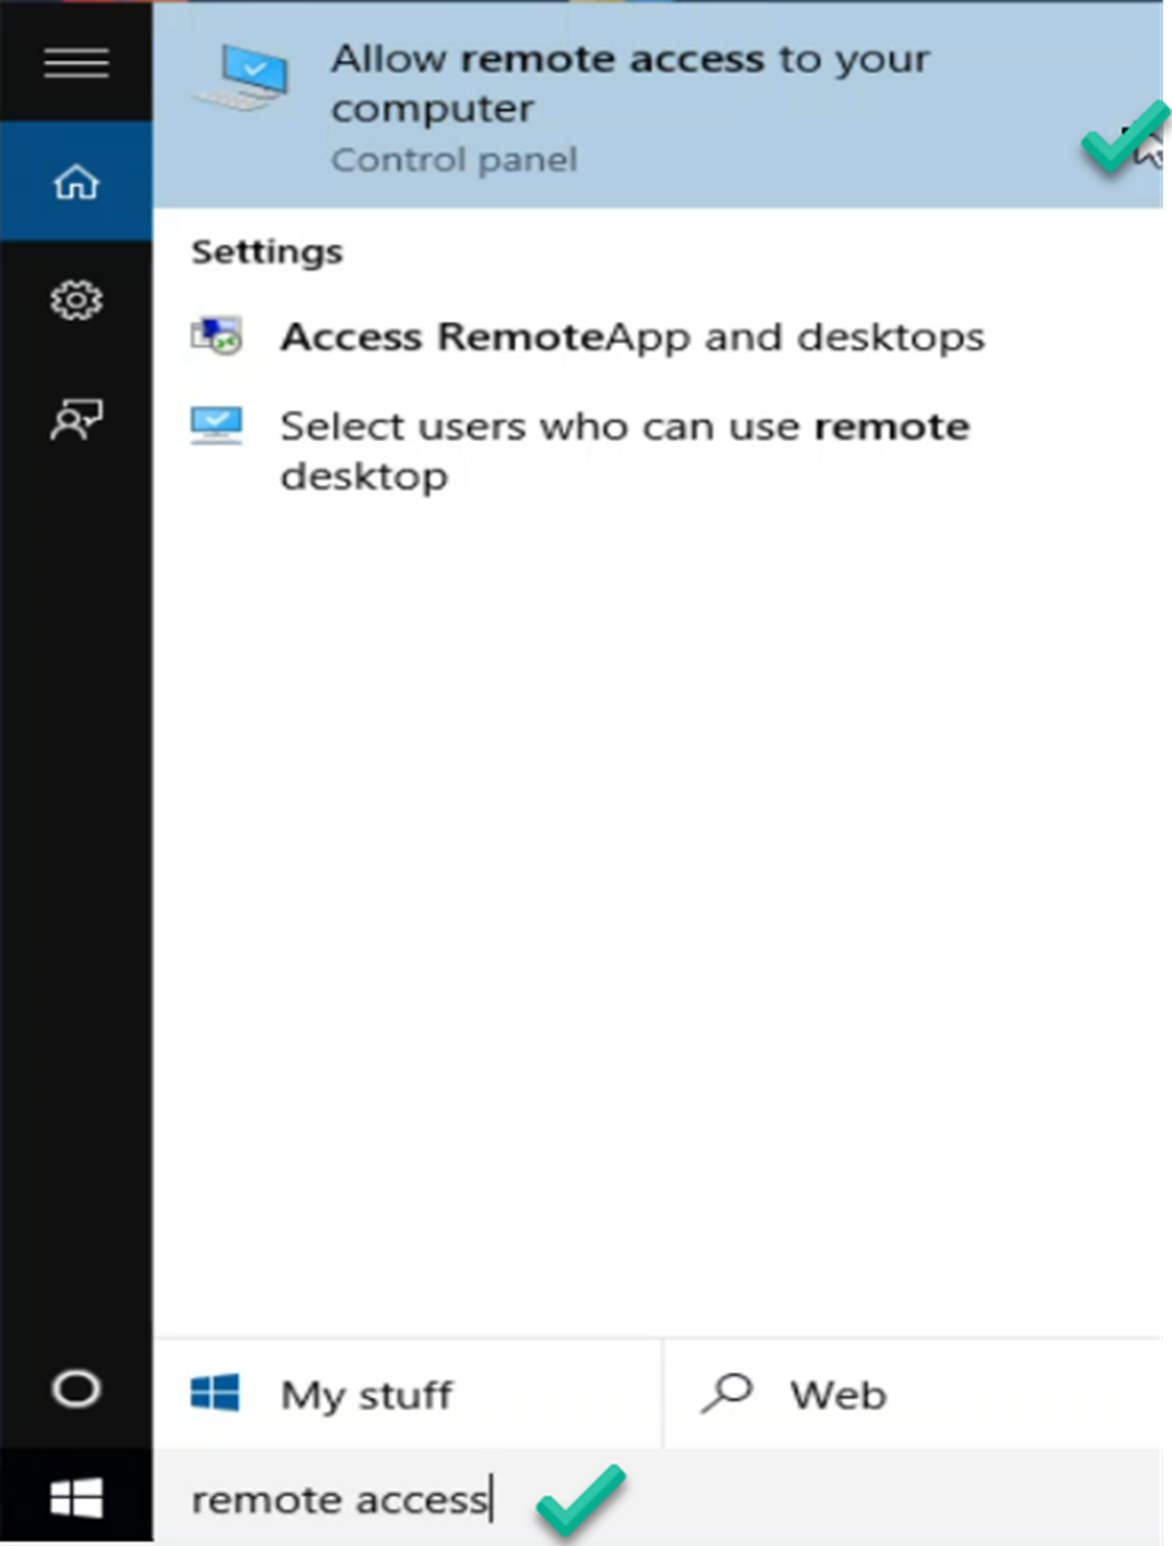 Allow remote access to your
computer
Control panel
Settings
Access RemoteApp and desktops
Select users who can use remote
desktop
My stuff
Web
remote access